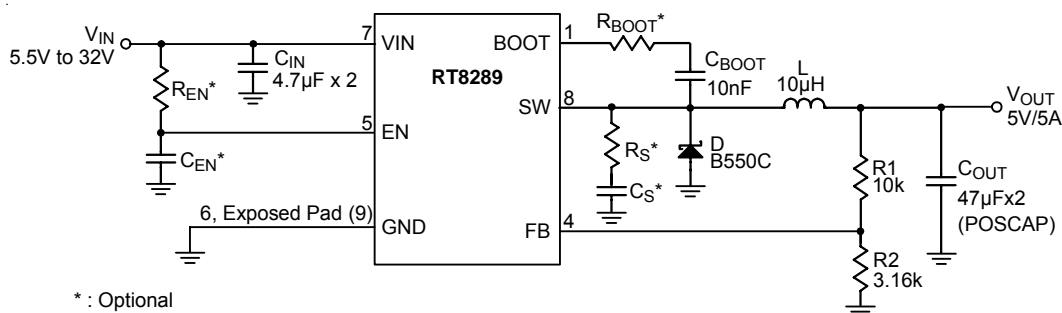 VIN
5.5V to 32V
REN*
CIN
4.7µF x 2
CEN*
7
VIN
5
EN
6, Exposed Pad (9)
GND
RT8289
BOOT
1
SW
8
FB
4
RBOOT*
CBOOT
10nF
L
10µH
RS*
CS*
D
B550C
R1
10k
R2
3.16k
COUT
47µFx2
(POSCAP)
VOUT
5V/5A
* : Optional